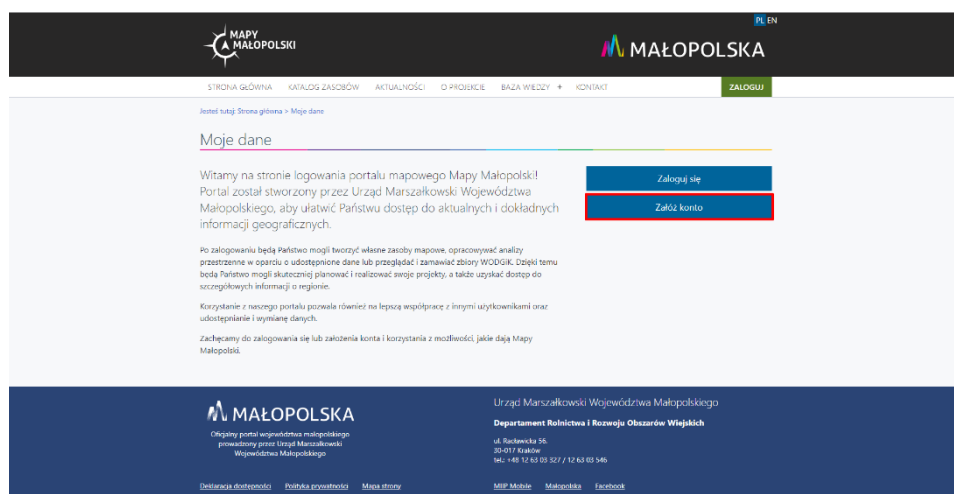 PL EN
MAPY
MAŁOPOLSKI
MAŁOPOLSKA
STRONA GŁÓWNA KATALOG ZASOBÓW AKTUALNOŚCI O PROJEKCIE BAZA WIEDZY + KONTAKT ZALOGUJ
Jesteś tutaj: Strona główna > Moje dane
Moje dane
Witamy na stronie logowania portalu mapowego Mapy Małopolski!
Portal został stworzony przez Urząd Marszałkowski Województwa
Małopolskiego, aby ułatwić Państwu dostęp do aktualnych i dokładnych
informacji geograficznych.
Zaloguj się
Załóż konto
Po zalogowaniu będą Państwo mogli tworzyć własne zasoby mapowe, opracowywać analizy
przestrzenne w oparciu o udostępnione dane lub przeglądać i zamawiać zbiory WODGiK. Dzięki temu
będą Państwo mogli skuteczniej planować i realizować swoje projekty, a także uzyskać dostęp do
szczegółowych informacji o regionie.
Korzystanie z naszego portalu pozwala również na lepszą współpracę z innymi użytkownikami oraz
udostępnianie i wymianę danych.
Zachęcamy do zalogowania się lub założenia konta i korzystania z możliwości, jakie dają Mapy
Małopolski.
MAŁOPOLSKA
Oficjalny portal województwa małopolskiego
prowadzony przez Urząd Marszałkowski
Województwa Małopolskiego
Deklaracja dostępności Polityka prywatności Mapa strony
Urząd Marszałkowski Województwa Małopolskiego
Departament Rolnictwa i Rozwoju Obszarów Wiejskich
ul. Racławicka 56.
30-017 Kraków
tel.: +48 12 63 03 327 / 12 63 03 546
MIIP Mobile Małopolska Facebook